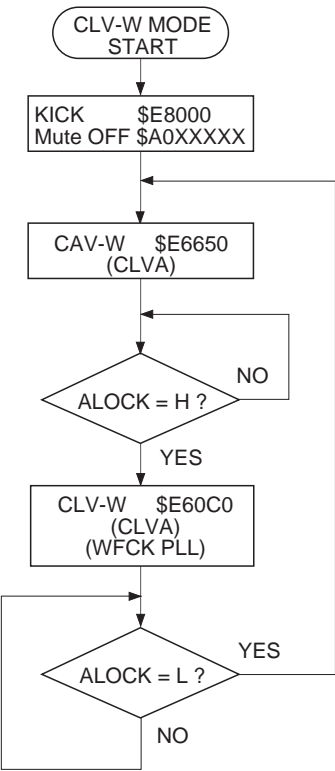 CLV-W MODE
START
KICK $E8000
Mute OFF $A0XXXXX
CAV-W $E6650
(CLVA)
ALOCK = H ?
NO
YES
CLV-W $E60C0
(CLVA)
(WFCK PLL)
ALOCK = L ?
YES
NO